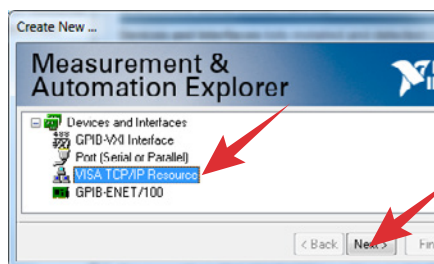 Create New ...
Measurement &
Automation Explorer
Devices and Interfaces
GPIB-VXI Interface
Port (Serial or Parallel)
VISA TCP/IP Resource
GPIB-ENET/100
< Back
Next >